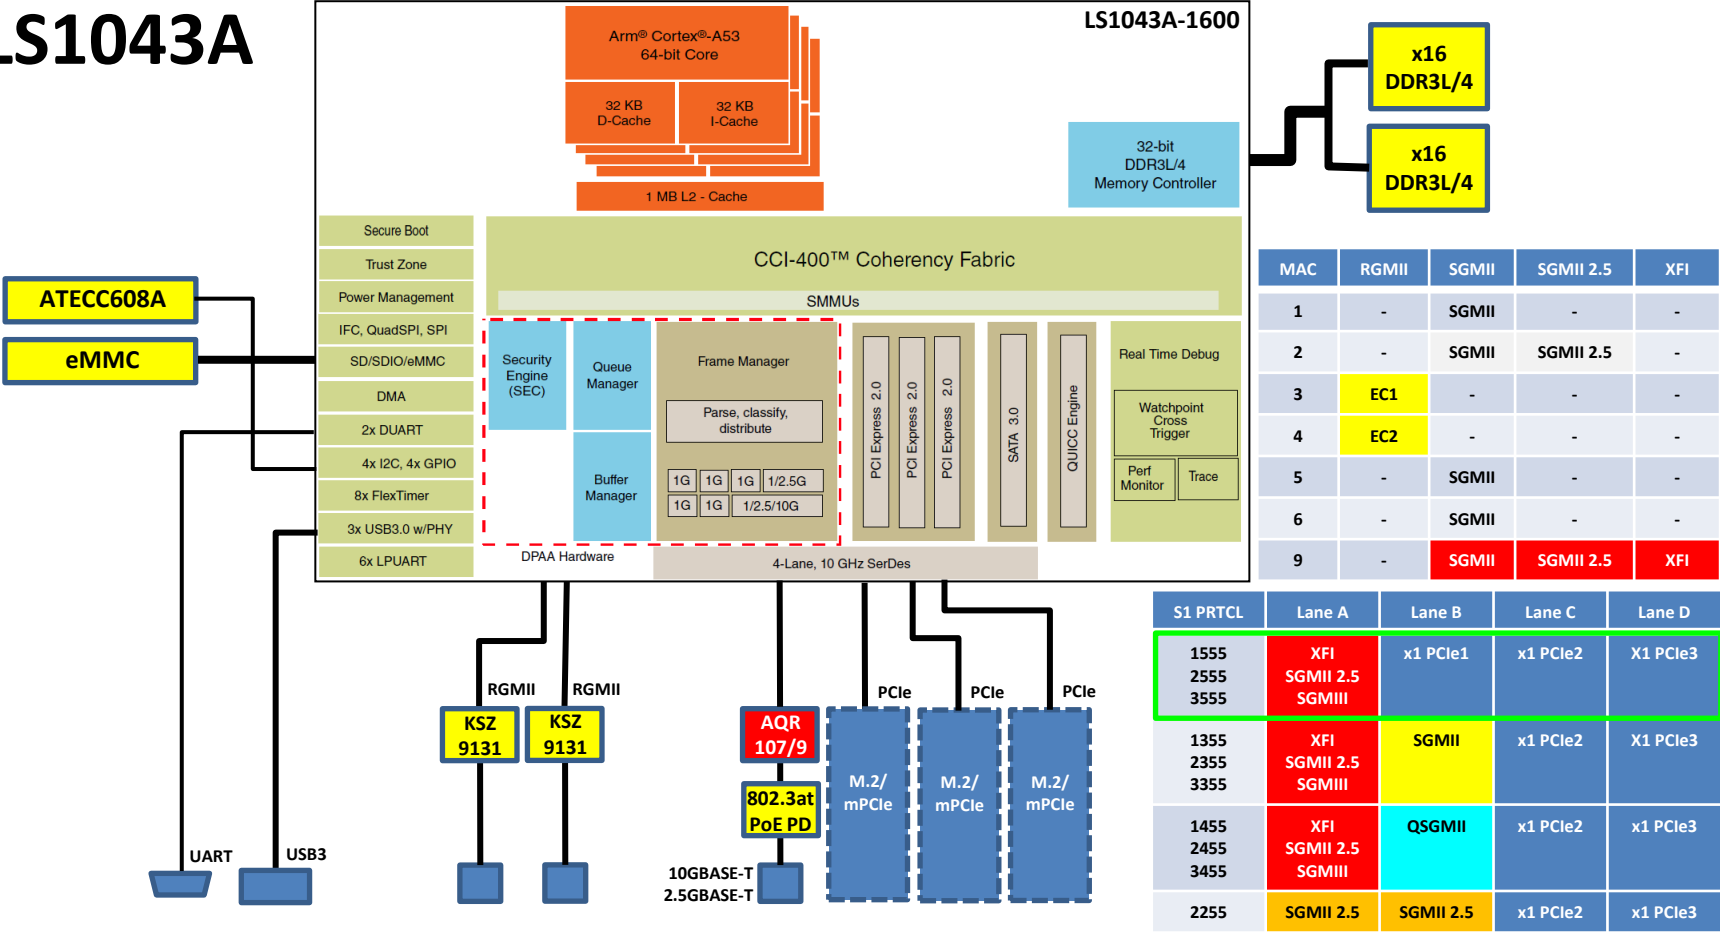 LS1043A
LS1043A-1600
Arm® Cortex®-A53
64-bit Core
32 KB
D-Cache
32 KB
I-Cache
1 MB L2 - Cache
32-bit
DDR3L/4
Memory Controller
x16
DDR3L/4
x16
DDR3L/4
Secure Boot
Trust Zone
Power Management
IFC, QuadSPI, SPI
SD/SDIO/eMMC
DMA
2x DUART
4x I2C, 4x GPIO
8x FlexTimer
3x USB3.0 w/PHY
6x LPUART
CCI-400™ Coherency Fabric
SMMUs
ATECC608A
eMMC
Security
Engine
(SEC)
Queue
Manager
Buffer
Manager
Frame Manager
Parse, classify,
distribute
1G 1G 1G 1/2.5G
1G 1G 1/2.5/10G
DPAA Hardware
PCI Express 2.0
PCI Express 2.0
PCI Express 2.0
SATA 3.0
QUICC Engine
Real Time Debug
Watchpoint
Cross
Trigger
Perf
Monitor
Trace
4-Lane, 10 GHz SerDes
MAC RGMII SGMII SGMII 2.5 XFI
1 - SGMII - -
2 - SGMII SGMII 2.5 -
3 EC1 - - -
4 EC2 - - -
5 - SGMII - -
6 - SGMII - -
9 - SGMII SGMII 2.5 XFI
S1 PRTCL Lane A Lane B Lane C Lane D
1555 XFI x1 PCIe1 x1 PCIe2 X1 PCIe3
2555 SGMII 2.5
3555 SGMIII
1355 XFI SGMII x1 PCIe2 X1 PCIe3
2355 SGMII 2.5
3355 SGMIII
1455 XFI QSGMII x1 PCIe2 x1 PCIe3
2455 SGMII 2.5
3455 SGMIII
2255 SGMII 2.5 SGMII 2.5 x1 PCIe2 x1 PCIe3
RGMII
RGMII
PCIe
PCIe
PCIe
KSZ
9131
KSZ
9131
AQR
107/9
802.3at
PoE PD
M.2/
mPCIe
M.2/
mPCIe
M.2/
mPCIe
UART
USB3
10GBASE-T
2.5GBASE-T